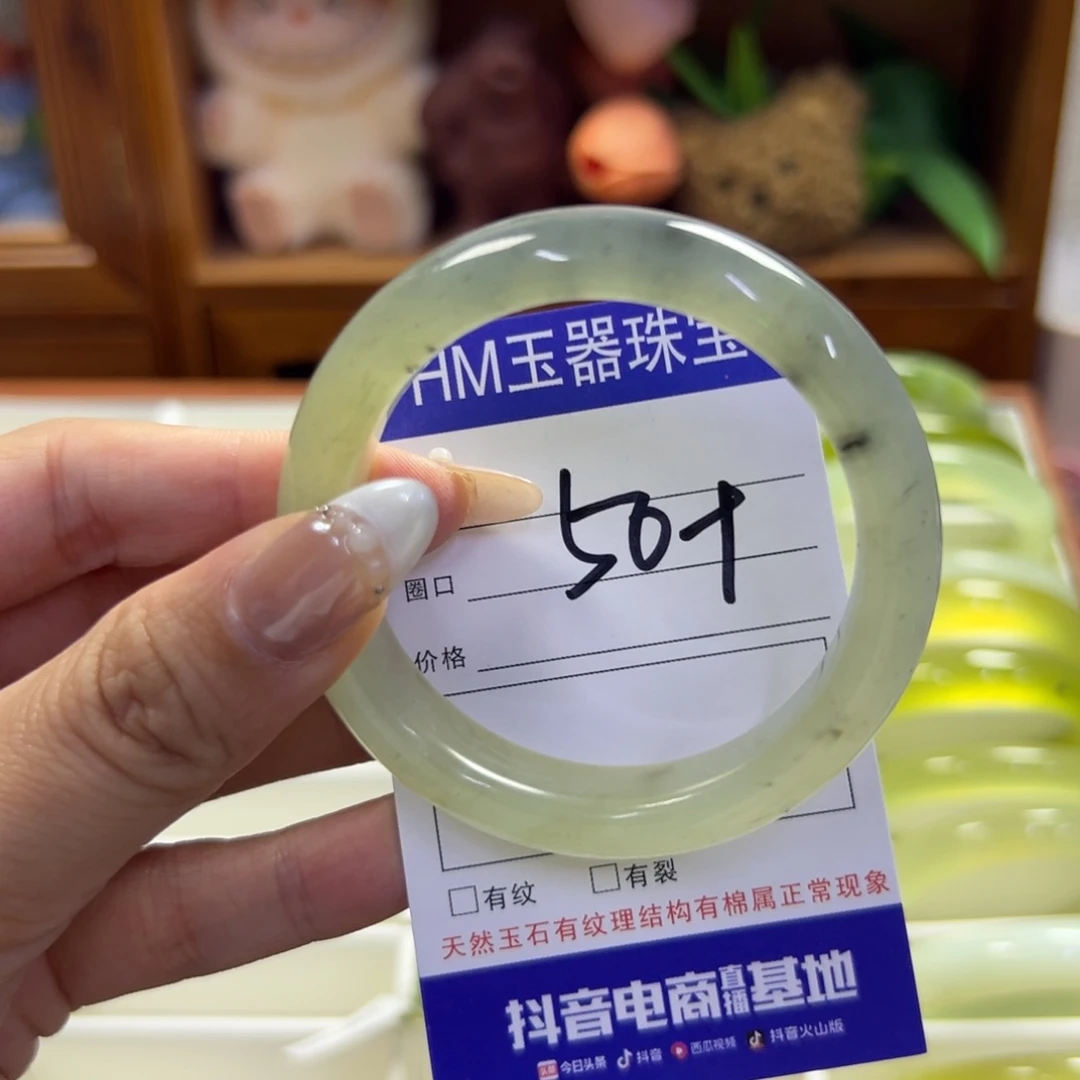 HM玉器珠宝
50+
圈口
价格
有纹 有裂
天然玉石有纹理结构有棉属正常现象
抖音电商直播基地
头条 今日头条 抖音 西瓜视频 抖音火山版